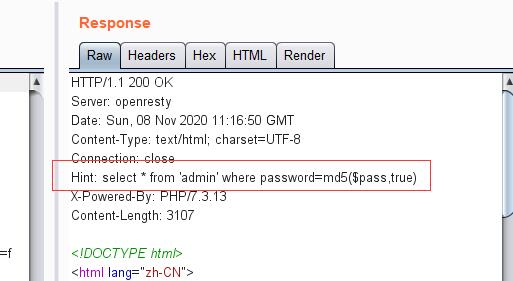 Response
Raw Headers Hex HTML Render
HTTP/1.1 200 OK
Server: openresty
Date: Sun, 08 Nov 2020 11:16:50 GMT
Content-Type: text/html; charset=UTF-8
Connection: close
Hint: select * from 'admin' where password=md5($pass,true)
X-Powered-By: PHP/7.3.13
Content-Length: 3107
<!DOCTYPE html>
=f
<html lang="zh-CN">